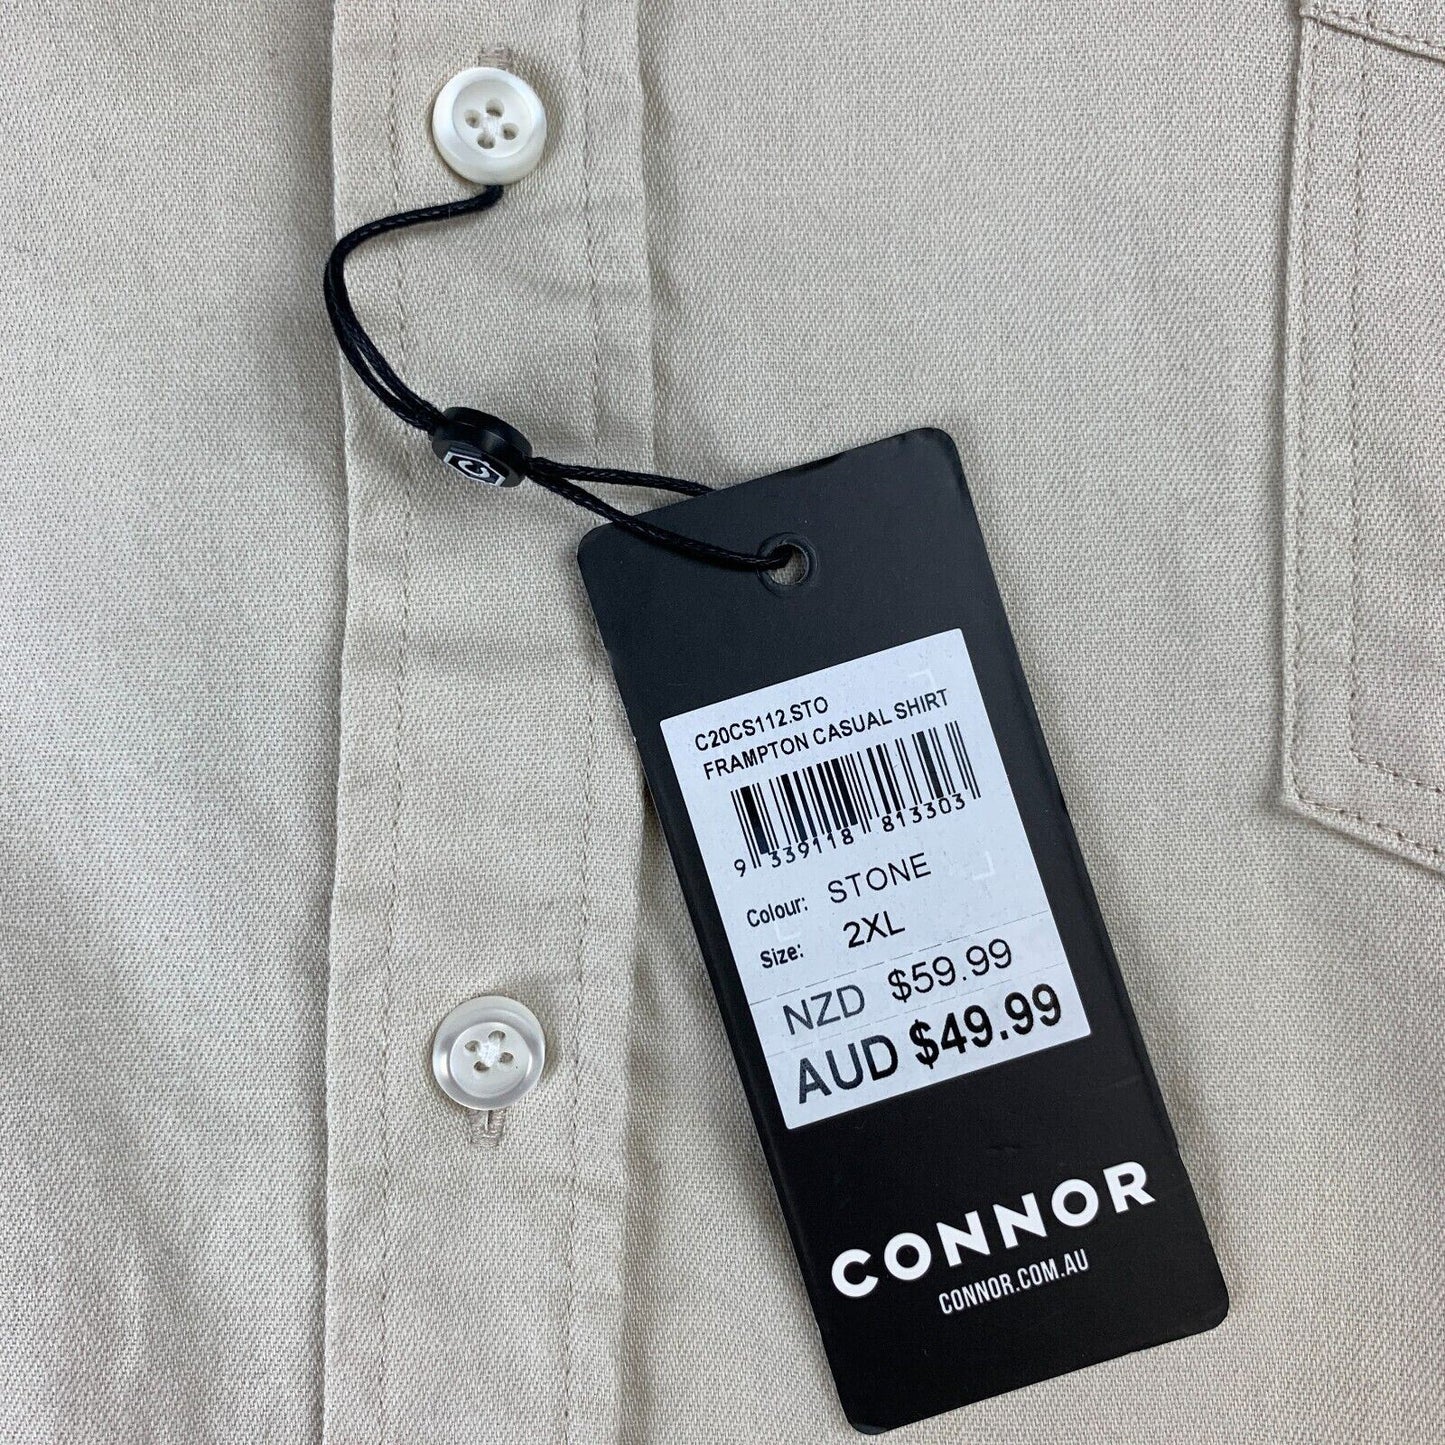 C20CS112.STO
FRAMPTON CASUAL SHIRT
9 339118 813303
Colour: STONE
Size: 2XL
NZD $59.99
AUD $49.99
CONNOR
CONNOR.COM.AU